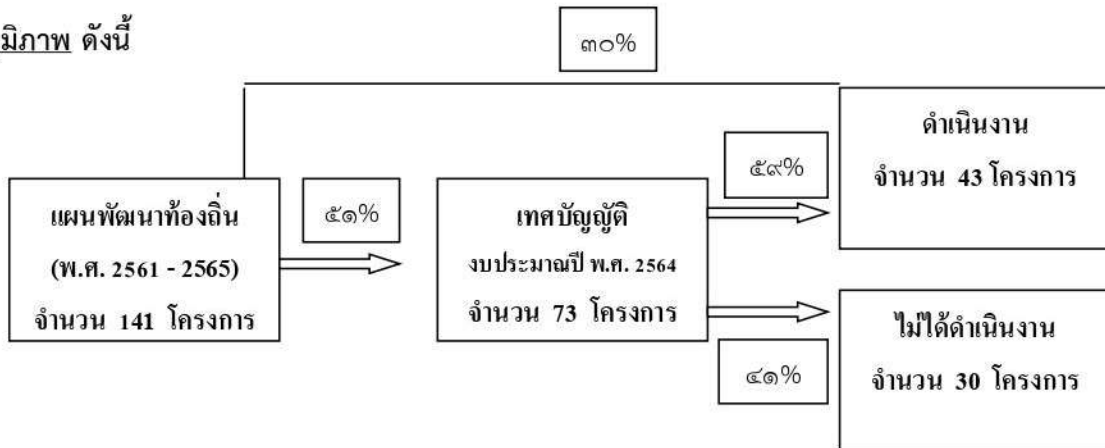 มิภาพ ดังนี้
๓๐%
ดำเนินงาน
จำนวน 43 โครงการ
๕๙%
แผนพัฒนาท้องถิ่น
(พ.ศ. 2561 - 2565)
จำนวน 141 โครงการ
๕๑%
เทศบัญญัติ
งบประมาณปี พ.ศ. 2564
จำนวน 73 โครงการ
๔๑%
ไม่ได้ดำเนินงาน
จำนวน 30 โครงการ